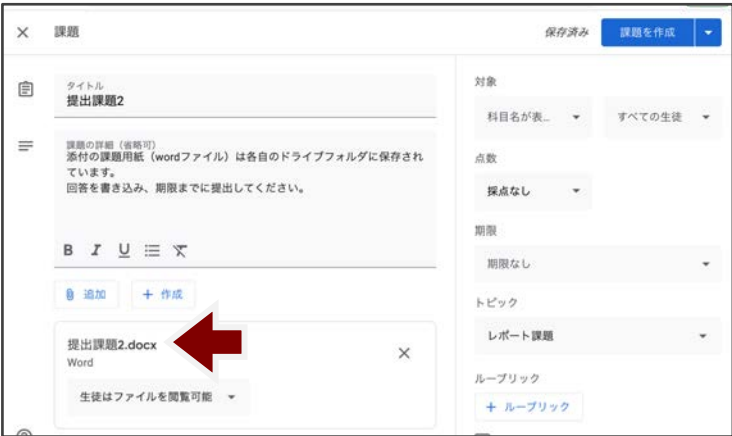 課題
保存済み
課題を作成
タイトル
提出課題2
課題の詳細（省略可）
添付の課題用紙（wordファイル）は各自のドライブフォルダに保存され
ています。
回答を書き込み、期限までに提出してください。
B I U
追加
+ 作成
提出課題2.docx
Word
生徒はファイルを閲覧可能
対象
科目名が表...
すべての生徒
点数
採点なし
期限
期限なし
トピック
レポート課題
ルーブリック
+ ルーブリック